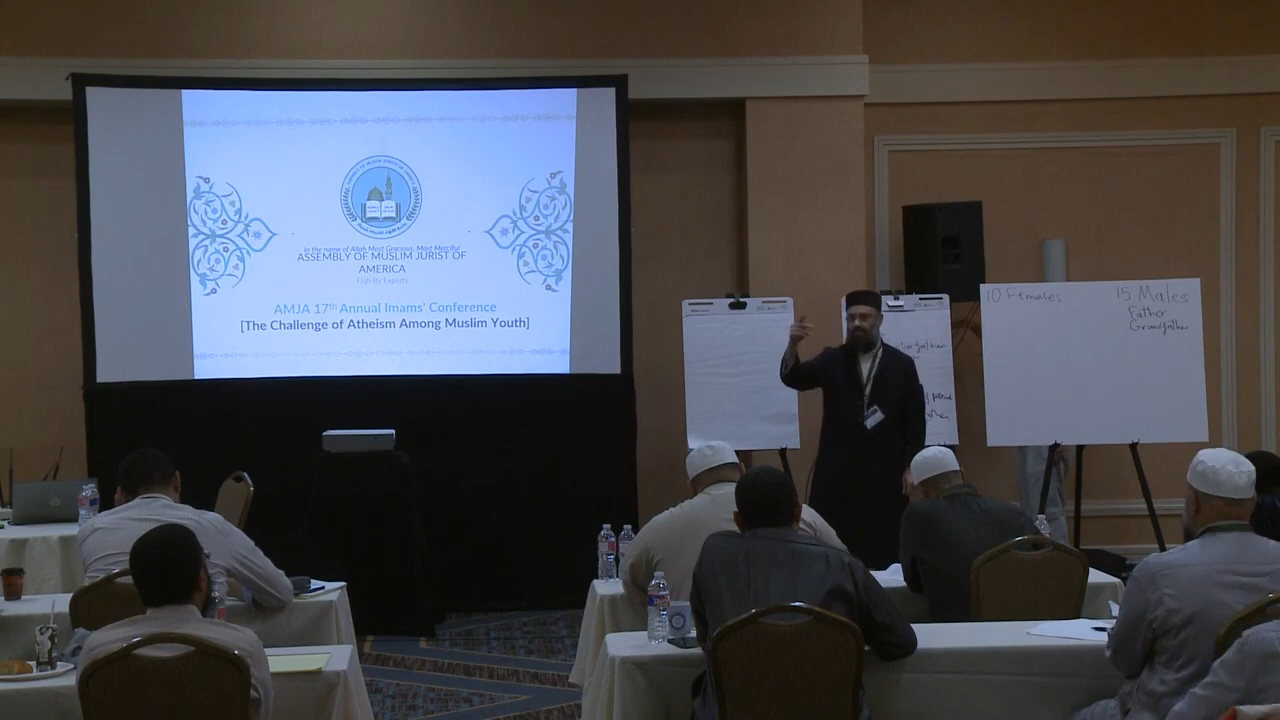 In the name of Allah Most Gracious, Most Merciful
ASSEMBLY OF MUSLIM JURIST OF
AMERICA
Fiqh By Experts
AMJA 17th Annual Imams' Conference
[The Challenge of Atheism Among Muslim Youth]
10 Females
15 Males
Father
Grandfather